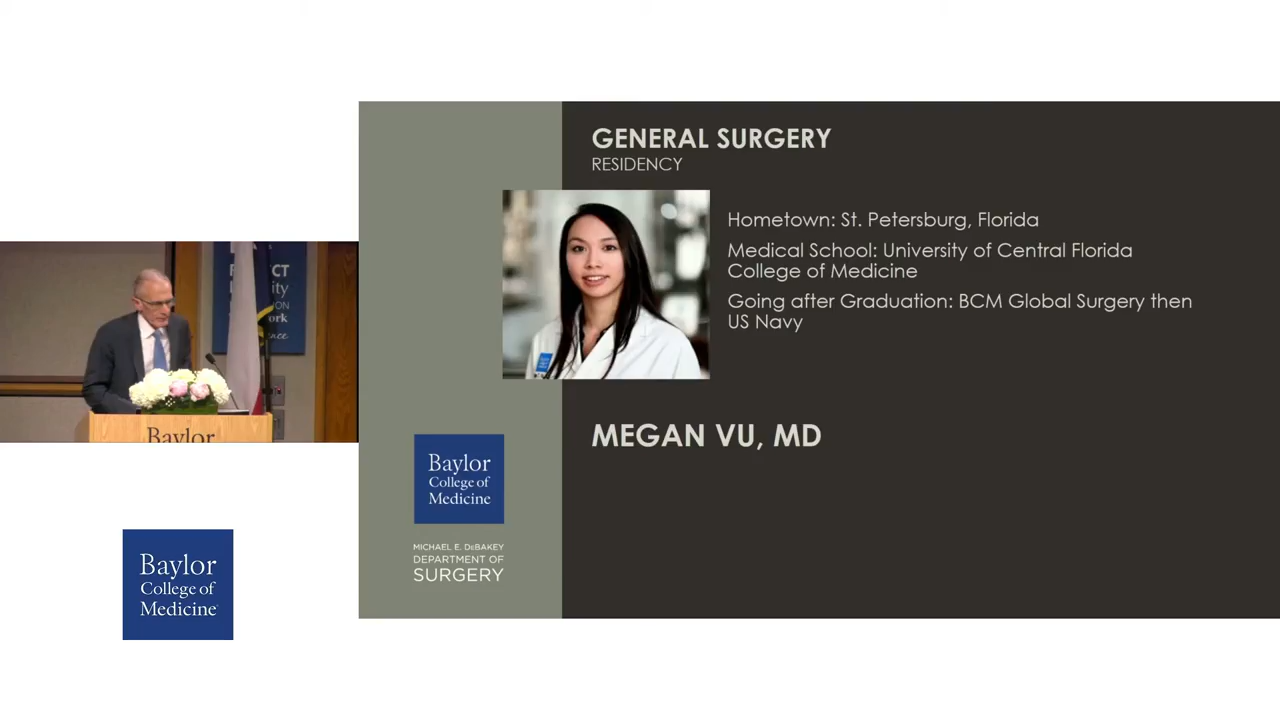 GENERAL SURGERY
RESIDENCY
Hometown: St. Petersburg, Florida
Medical School: University of Central Florida
College of Medicine
Going after Graduation: BCM Global Surgery then
US Navy
MEGAN VU, MD
Baylor
College of
Medicine
MICHAEL E. DEBAKEY
DEPARTMENT OF
SURGERY
Baylor
Baylor
College of
Medicine